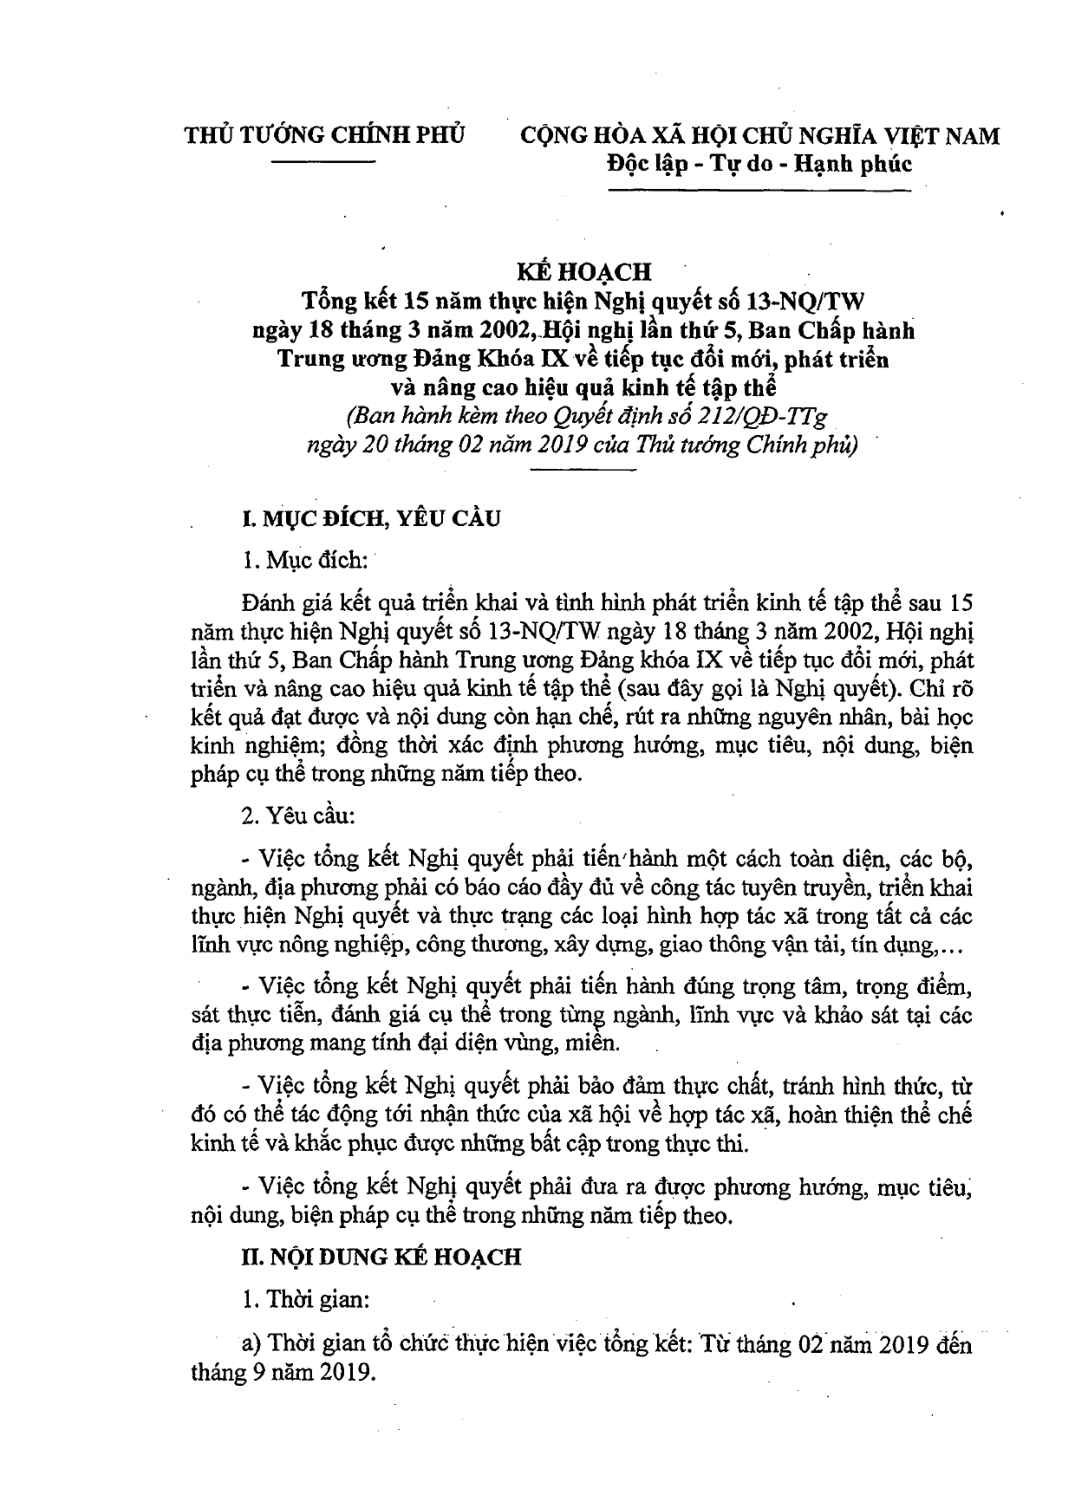 THỦ TƯỚNG CHÍNH PHỦ
CỘNG HÒA XÃ HỘI CHỦ NGHĨA VIỆT NAM
Độc lập - Tự do - Hạnh phúc
KẾ HOẠCH
Tổng kết 15 năm thực hiện Nghị quyết số 13-NQ/TW
ngày 18 tháng 3 năm 2002, Hội nghị lần thứ 5, Ban Chấp hành
Trung ương Đảng Khóa IX về tiếp tục đổi mới, phát triển
và nâng cao hiệu quả kinh tế tập thể
(Ban hành kèm theo Quyết định số 212/QĐ-TTg
ngày 20 tháng 02 năm 2019 của Thủ tướng Chính phủ)
I. MỤC ĐÍCH, YÊU CẦU
1. Mục đích:
Đánh giá kết quả triển khai và tình hình phát triển kinh tế tập thể sau 15
năm thực hiện Nghị quyết số 13-NQ/TW ngày 18 tháng 3 năm 2002, Hội nghị
lần thứ 5, Ban Chấp hành Trung ương Đảng khóa IX về tiếp tục đổi mới, phát
triển và nâng cao hiệu quả kinh tế tập thể (sau đây gọi là Nghị quyết). Chỉ rõ
kết quả đạt được và nội dung còn hạn chế, rút ra những nguyên nhân, bài học
kinh nghiệm; đồng thời xác định phương hướng, mục tiêu, nội dung, biện
pháp cụ thể trong những năm tiếp theo.
2. Yêu cầu:
- Việc tổng kết Nghị quyết phải tiến hành một cách toàn diện, các bộ,
ngành, địa phương phải có báo cáo đầy đủ về công tác tuyên truyền, triển khai
thực hiện Nghị quyết và thực trạng các loại hình hợp tác xã trong tất cả các
lĩnh vực nông nghiệp, công thương, xây dựng, giao thông vận tải, tín dụng,...
- Việc tổng kết Nghị quyết phải tiến hành đúng trọng tâm, trọng điểm,
sát thực tiễn, đánh giá cụ thể trong từng ngành, lĩnh vực và khảo sát tại các
địa phương mang tính đại diện vùng, miền.
- Việc tổng kết Nghị quyết phải bảo đảm thực chất, tránh hình thức, từ
đó có thể tác động tới nhận thức của xã hội về hợp tác xã, hoàn thiện thể chế
kinh tế và khắc phục được những bất cập trong thực thi.
- Việc tổng kết Nghị quyết phải đưa ra được phương hướng, mục tiêu,
nội dung, biện pháp cụ thể trong những năm tiếp theo.
II. NỘI DUNG KẾ HOẠCH
1. Thời gian:
a) Thời gian tổ chức thực hiện việc tổng kết: Từ tháng 02 năm 2019 đến
tháng 9 năm 2019.